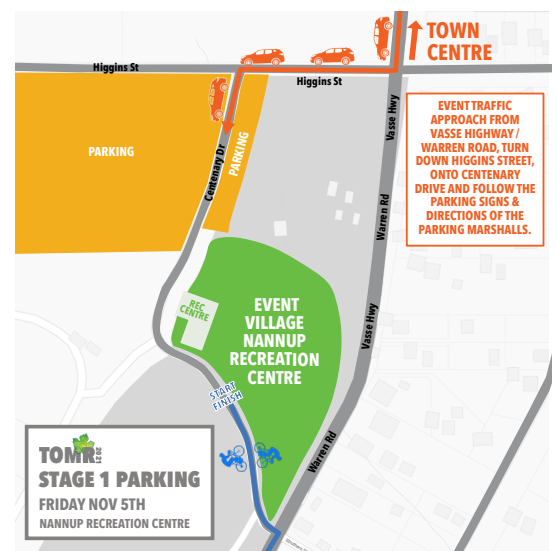 TOWN
CENTRE
Higgins St
Higgins St
Vasse Hwy
EVENT TRAFFIC
APPROACH FROM
VASSE HIGHWAY /
WARREN ROAD, TURN
DOWN HIGGINS STREET,
ONTO CENTENARY
DRIVE AND FOLLOW THE
PARKING SIGNS &
DIRECTIONS OF THE
PARKING MARSHALLS.
PARKING
PARKING
Centenary Dr
Warren Rd
REC
CENTRE
EVENT
VILLAGE
NANNUP
RECREATION
CENTRE
Vasse Hwy
START
FINISH
Warren Rd
TOMR
2021
STAGE 1 PARKING
FRIDAY NOV 5TH
NANNUP RECREATION CENTRE